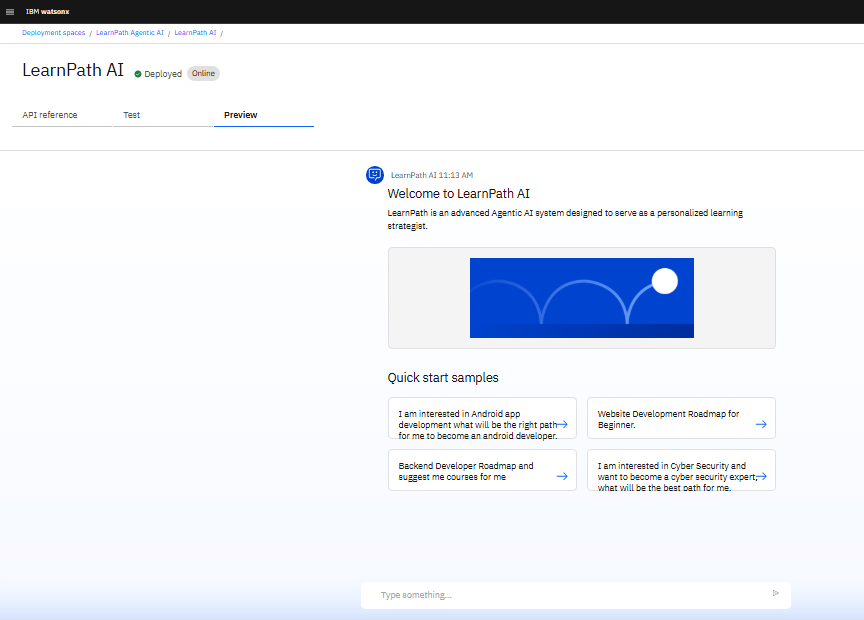 IBM watsonx
Deployment spaces / LearnPath Agentic AI / LearnPath AI /
LearnPath AI Deployed Online
API reference Test Preview
LearnPath AI 11:13 AM
Welcome to LearnPath AI
LearnPath is an advanced Agentic AI system designed to serve as a personalized learning
strategist.
Quick start samples
I am interested in Android app
development what will be the right path
for me to become an android developer.
Website Development Roadmap for
Beginner.
Backend Developer Roadmap and
suggest me courses for me
I am interested in Cyber Security and
want to become a cyber security expert,
what will be the best path for me.
Type something...